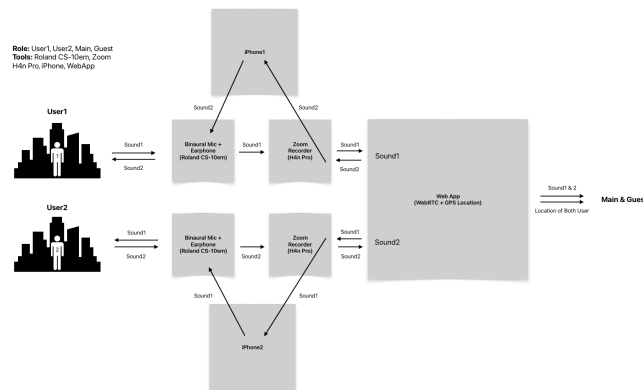 Role: User1, User2, Main, Guest
Tools: Roland CS-10em, Zoom
H4n Pro, iPhone, WebApp
iPhone1
User1
Sound2
Sound2
1
Sound1
Sound2
Binaural Mic +
Earphone
(Roland CS-10em)
Sound1
Zoom
Recorder
(H4n Pro)
Sound1
Sound2
Sound1
Web App
(WebRTC + GPS Location)
Sound1 & 2
Location of Both User
Main & Gues
User2
2
Sound1
Sound2
Binaural Mic +
Earphone
(Roland CS-10em)
Sound2
Zoom
Recorder
(H4n Pro)
Sound1
Sound2
Sound2
Sound1
Sound1
iPhone2